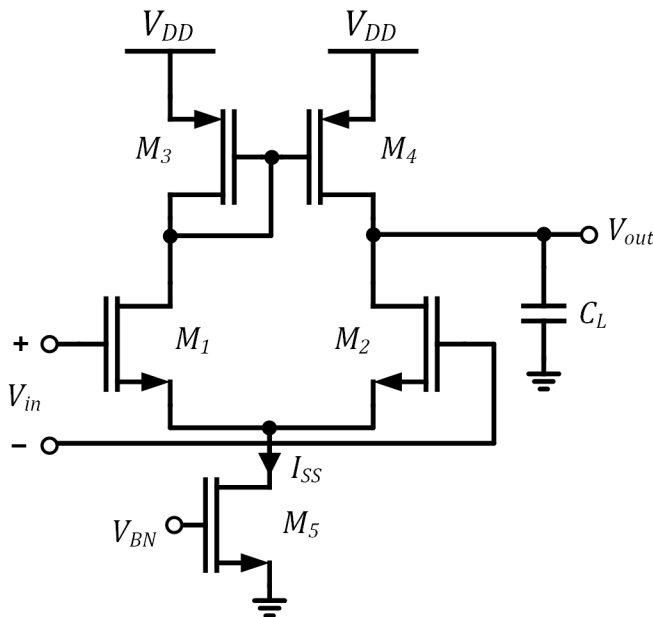 V_DD V_DD
M_3 M_4
V_out
+ M_1 M_2 C_L
V_in
-
I_SS
V_BN M_5